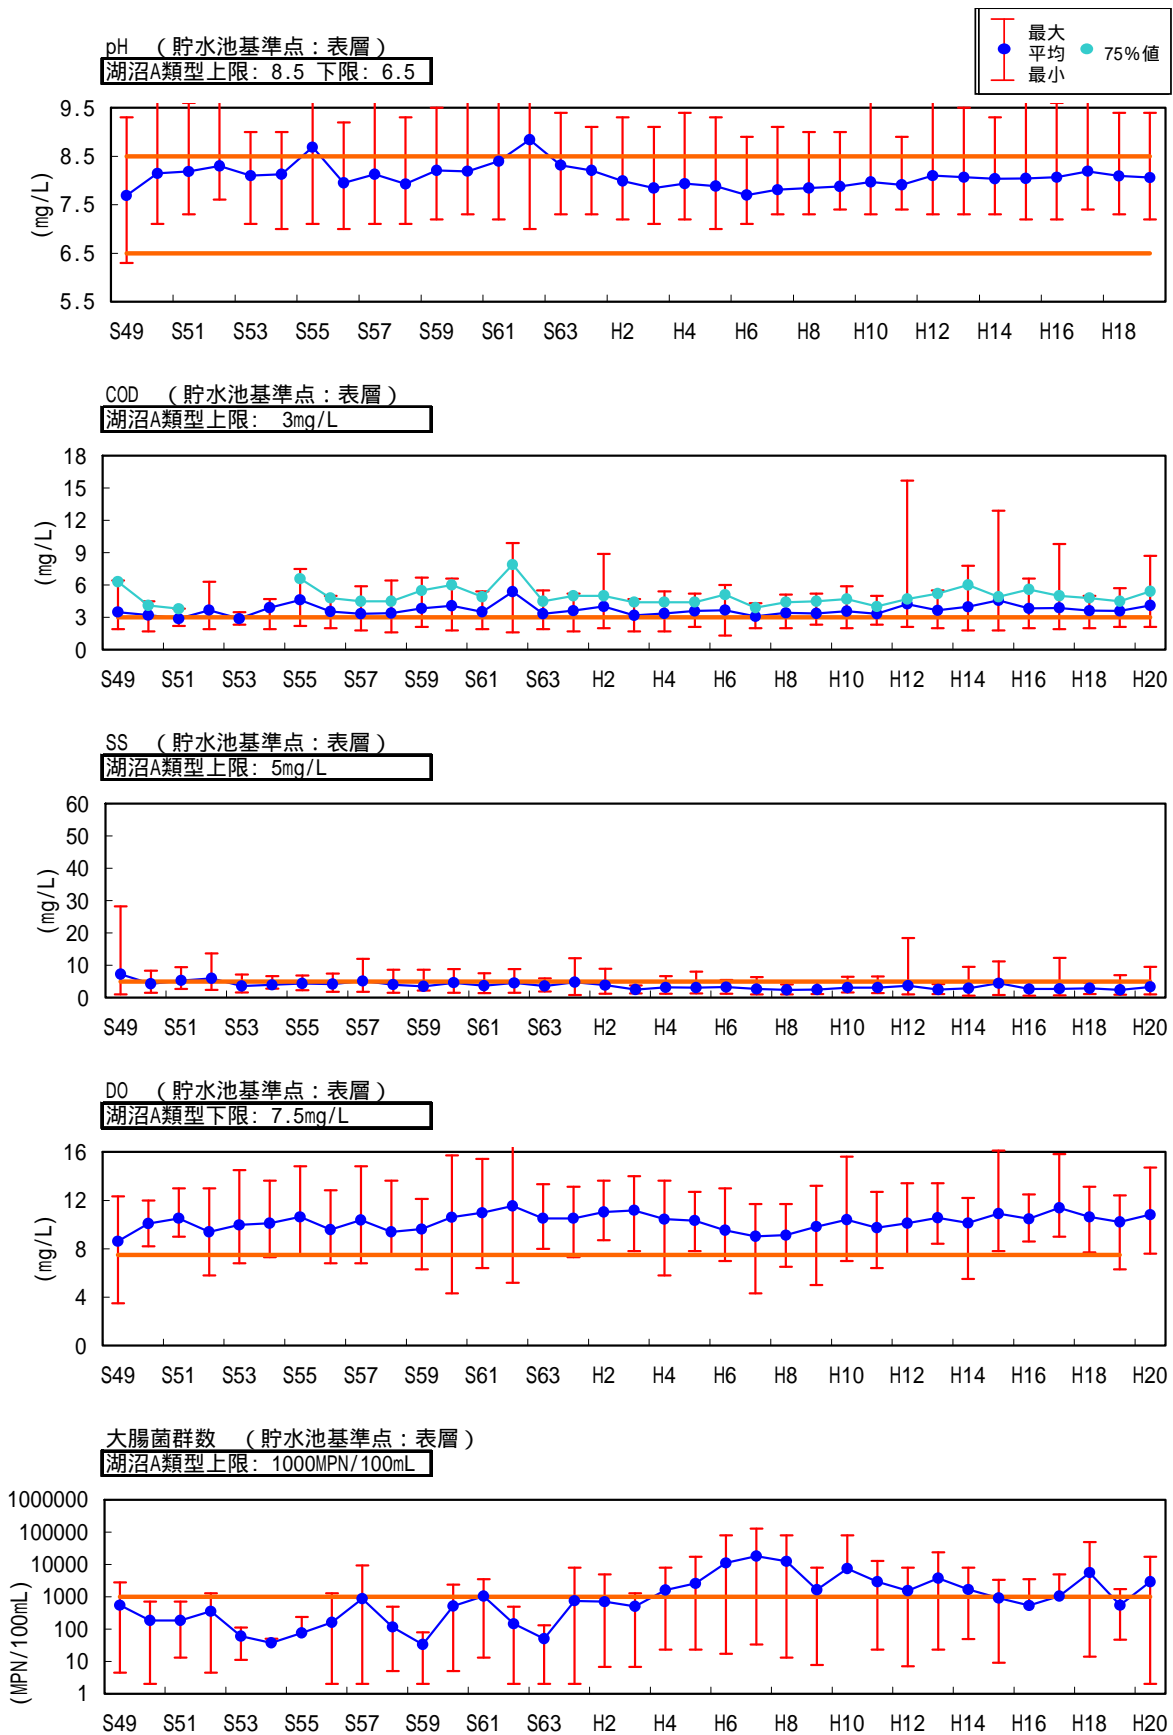 最大
平均
最小
75%値
pH （貯水池基準点：表層）
湖沼A類型上限: 8.5 下限: 6.5
9.5
8.5
7.5
6.5
5.5
(mg/L)
S49 S51 S53 S55 S57 S59 S61 S63 H2 H4 H6 H8 H10 H12 H14 H16 H18
COD （貯水池基準点：表層）
湖沼A類型上限: 3mg/L
18
15
12
9
6
3
0
(mg/L)
S49 S51 S53 S55 S57 S59 S61 S63 H2 H4 H6 H8 H10 H12 H14 H16 H18 H20
SS （貯水池基準点：表層）
湖沼A類型上限: 5mg/L
60
50
40
30
20
10
0
(mg/L)
S49 S51 S53 S55 S57 S59 S61 S63 H2 H4 H6 H8 H10 H12 H14 H16 H18 H20
DO （貯水池基準点：表層）
湖沼A類型下限: 7.5mg/L
16
12
8
4
0
(mg/L)
S49 S51 S53 S55 S57 S59 S61 S63 H2 H4 H6 H8 H10 H12 H14 H16 H18 H20
大腸菌群数 （貯水池基準点：表層）
湖沼A類型上限: 1000MPN/100mL
1000000
100000
10000
1000
100
10
1
(MPN/100mL)
S49 S51 S53 S55 S57 S59 S61 S63 H2 H4 H6 H8 H10 H12 H14 H16 H18 H20